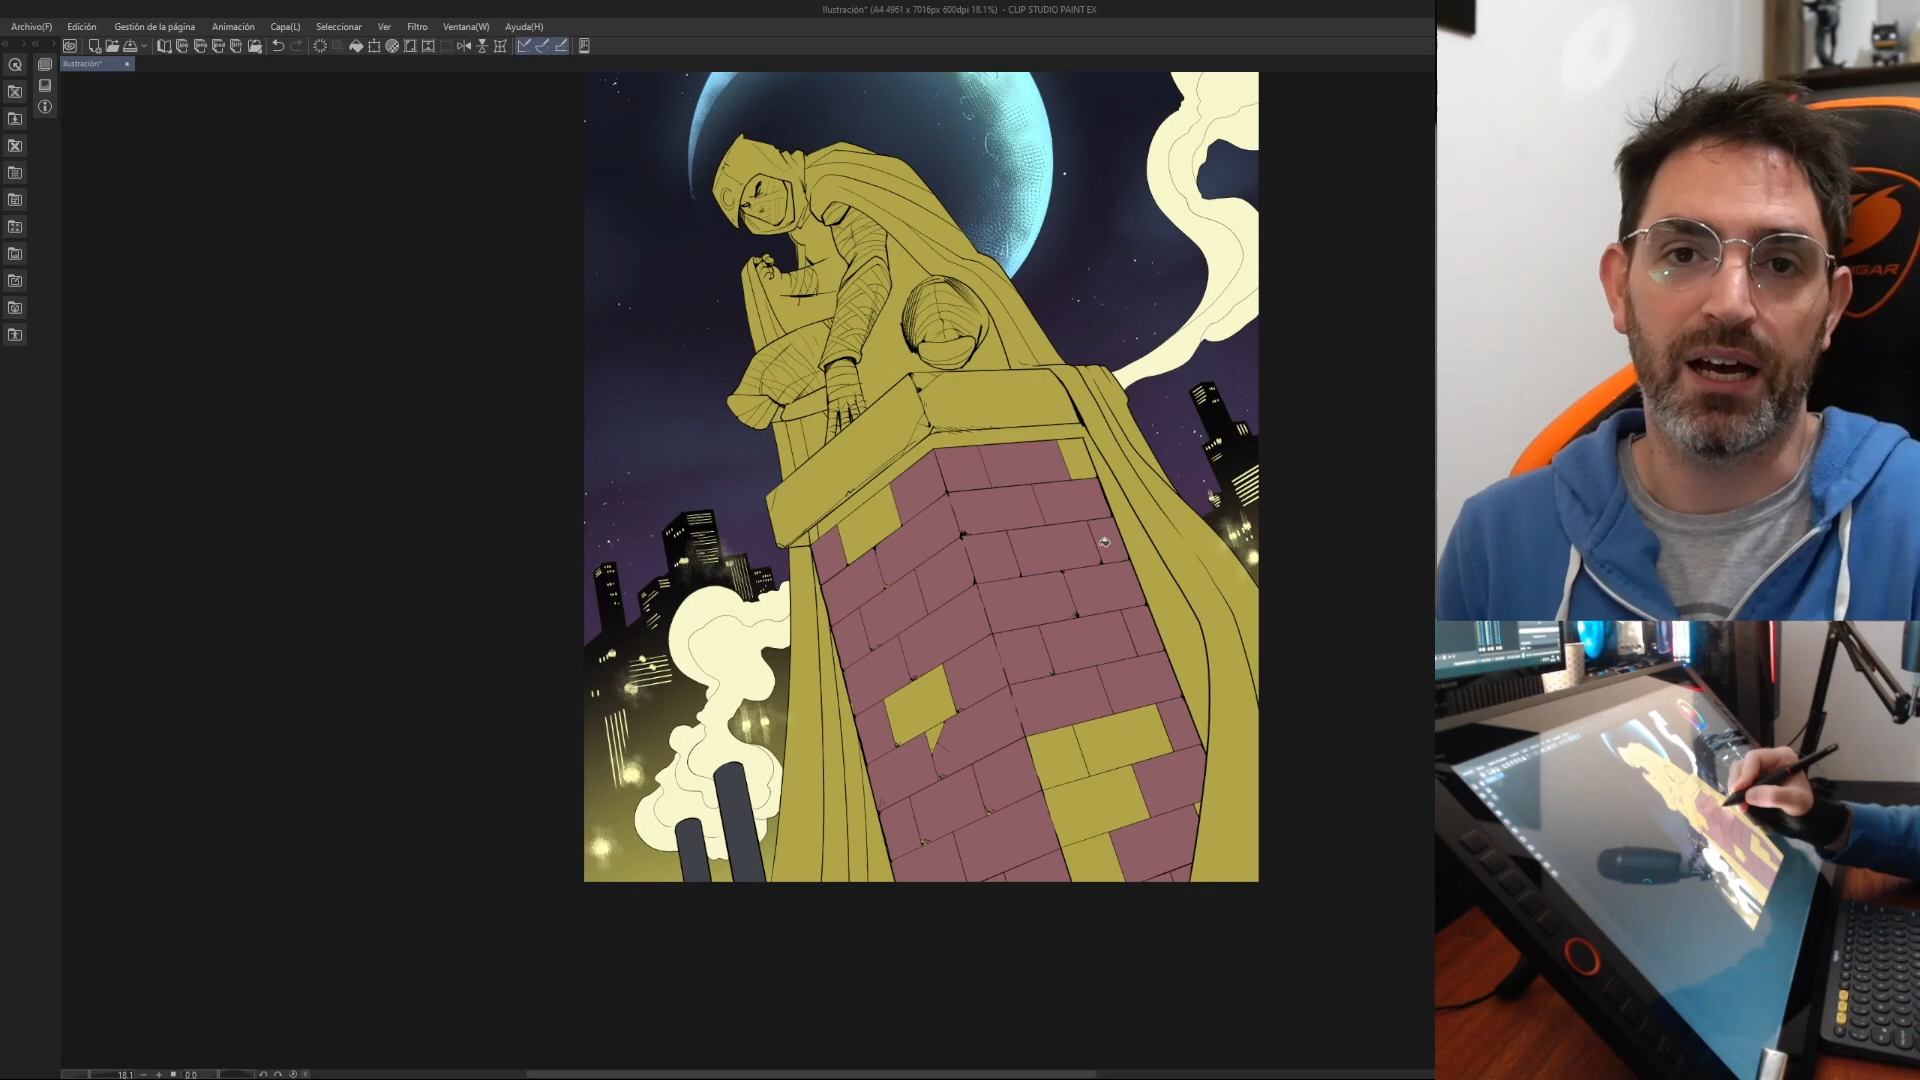 Ilustración* (A4 4961 x 7016px 600dpi 18.1%) - CLIP STUDIO PAINT EX
Archivo(F) Edición Gestión de la página Animación Capa(L) Seleccionar Ver Filtro Ventana(W) Ayuda(H)
Ilustración*
18.1
0.0